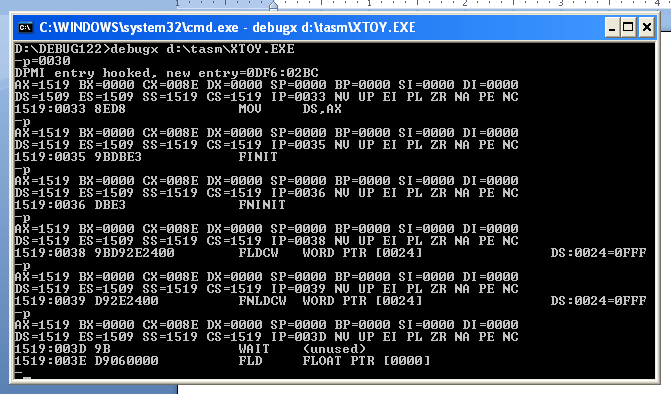 1 1 2 3 4
C:\WINDOWS\system32\cmd.exe - debugx d:\tasm\XTOY.EXE
D:\DEBUG122>debugx d:\tasm\XTOY.EXE
-p=0030
DPMI entry hooked, new entry=0DF6:02BC
AX=1519 BX=0000 CX=008E DX=0000 SP=0000 BP=0000 SI=0000 DI=0000
DS=1509 ES=1509 SS=1519 CS=1519 IP=0033 NV UP EI PL ZR NA PE NC
1519:0033 8ED8 MOV DS,AX
-p
AX=1519 BX=0000 CX=008E DX=0000 SP=0000 BP=0000 SI=0000 DI=0000
DS=1519 ES=1509 SS=1519 CS=1519 IP=0035 NV UP EI PL ZR NA PE NC
1519:0035 9BDBE3 FINIT
-p
AX=1519 BX=0000 CX=008E DX=0000 SP=0000 BP=0000 SI=0000 DI=0000
DS=1519 ES=1509 SS=1519 CS=1519 IP=0036 NV UP EI PL ZR NA PE NC
1519:0036 DBE3 FNINIT
-p
AX=1519 BX=0000 CX=008E DX=0000 SP=0000 BP=0000 SI=0000 DI=0000
DS=1519 ES=1509 SS=1519 CS=1519 IP=0038 NV UP EI PL ZR NA PE NC
1519:0038 9BD92E2400 FLDCW WORD PTR [0024] DS:0024=0FFF
-p
AX=1519 BX=0000 CX=008E DX=0000 SP=0000 BP=0000 SI=0000 DI=0000
DS=1519 ES=1509 SS=1519 CS=1519 IP=0039 NV UP EI PL ZR NA PE NC
1519:0039 D92E2400 FNLDCW WORD PTR [0024] DS:0024=0FFF
-p
AX=1519 BX=0000 CX=008E DX=0000 SP=0000 BP=0000 SI=0000 DI=0000
DS=1519 ES=1509 SS=1519 CS=1519 IP=003D NV UP EI PL ZR NA PE NC
1519:003D 9B WAIT (unused)
1519:003E D9060000 FLD FLOAT PTR [0000]
-_